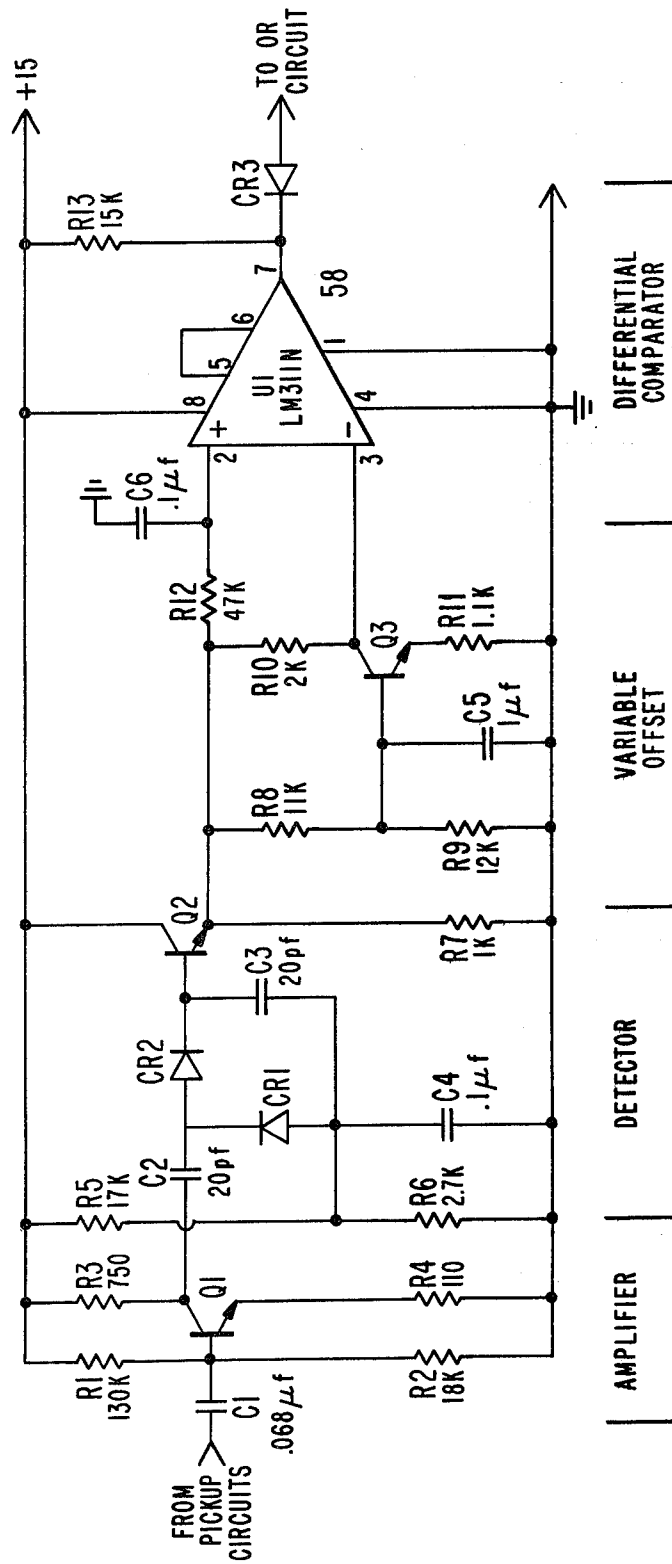 +15
R1
130K
R3
750
R5
17K
R13
15K
FROM
PICKUP
CIRCUITS
C1
.068μf
Q1
C2
20pf
CR2
CR1
C3
20pf
Q2
R2
18K
R4
110
R6
2.7K
C4
.1μf
R7
1K
R8
11K
R9
12K
R10
2K
R12
47K
C6
.1μf
C5
1μf
Q3
R11
1.1K
2
+
8
5
6
U1
LM311N
3
-
4
1
7
58
CR3
TO OR
CIRCUIT
AMPLIFIER
DETECTOR
VARIABLE
OFFSET
DIFFERENTIAL
COMPARATOR